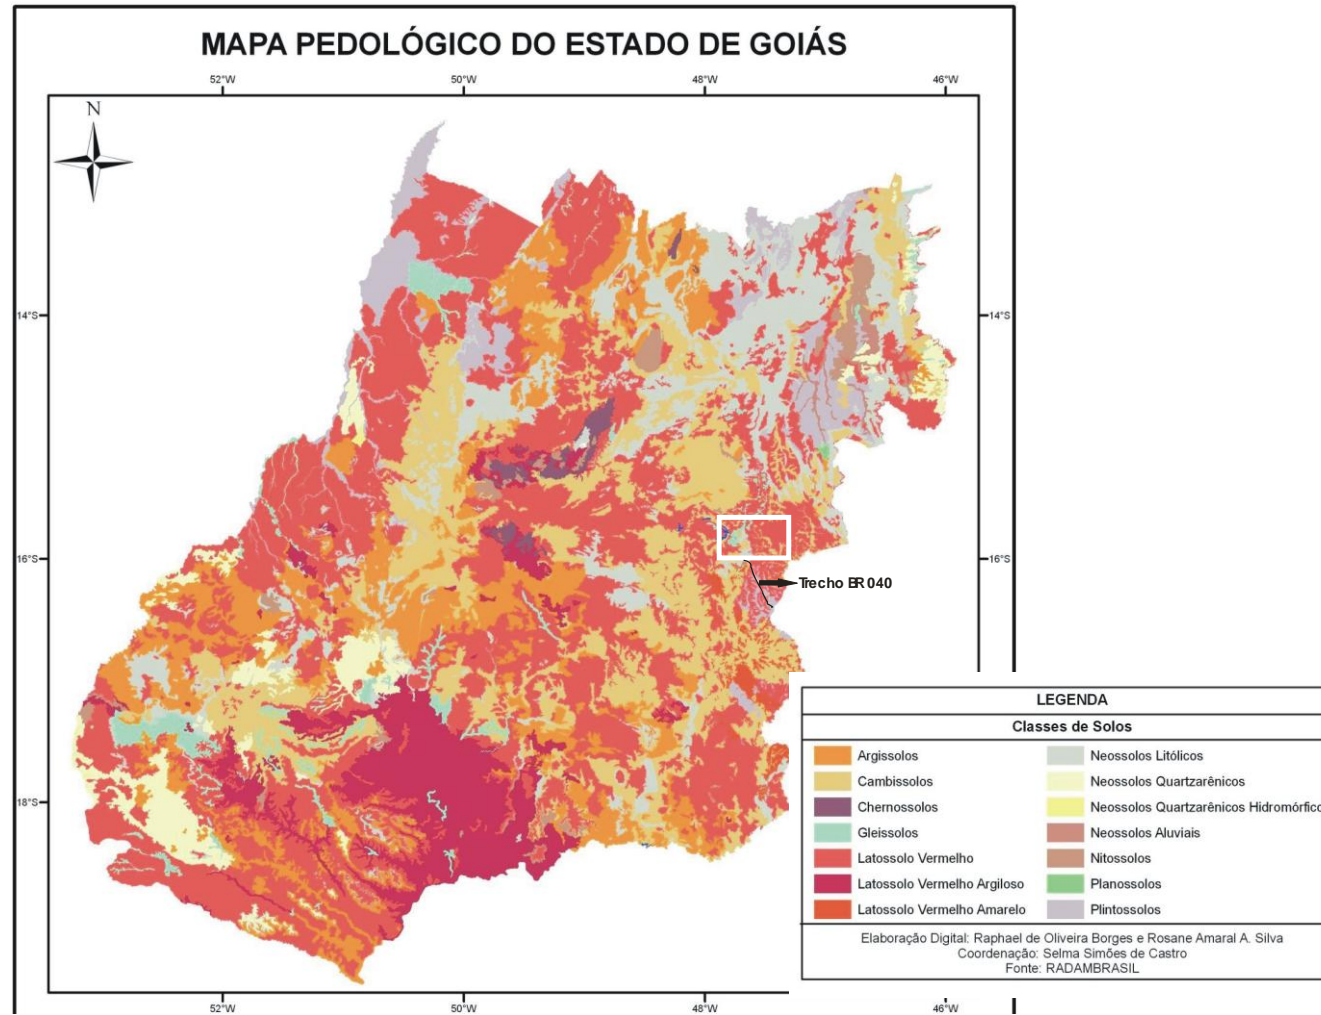 MAPA PEDOLÓGICO DO ESTADO DE GOIÁS
52°W 50°W 48°W 46°W
N
14°S 14°S
16°S 16°S
Trecho BR 040
18°S
LEGENDA
Classes de Solos
Argissolos
Cambissolos
Chernossolos
Gleissolos
Latossolo Vermelho
Latossolo Vermelho Argiloso
Latossolo Vermelho Amarelo
Neossolos Litólicos
Neossolos Quartzarênicos
Neossolos Quartzarênicos Hidromórfico
Neossolos Aluviais
Nitossolos
Planossolos
Plintossolos
Elaboração Digital: Raphael de Oliveira Borges e Rosane Amaral A. Silva
Coordenação: Selma Simões de Castro
Fonte: RADAMBRASIL
52°W 50°W 48°W 46°W